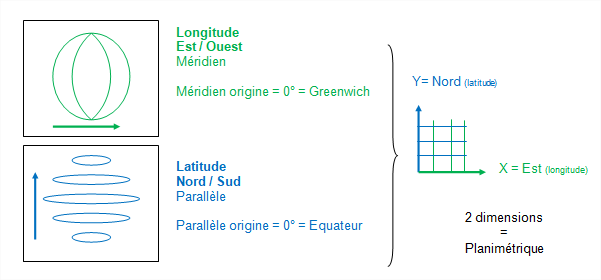 Longitude
Est / Ouest
Méridien
Méridien origine = 0° = Greenwich
Latitude
Nord / Sud
Parallèle
Parallèle origine = 0° = Equateur
Y= Nord (latitude)
X = Est (longitude)
2 dimensions
=
Planimétrique